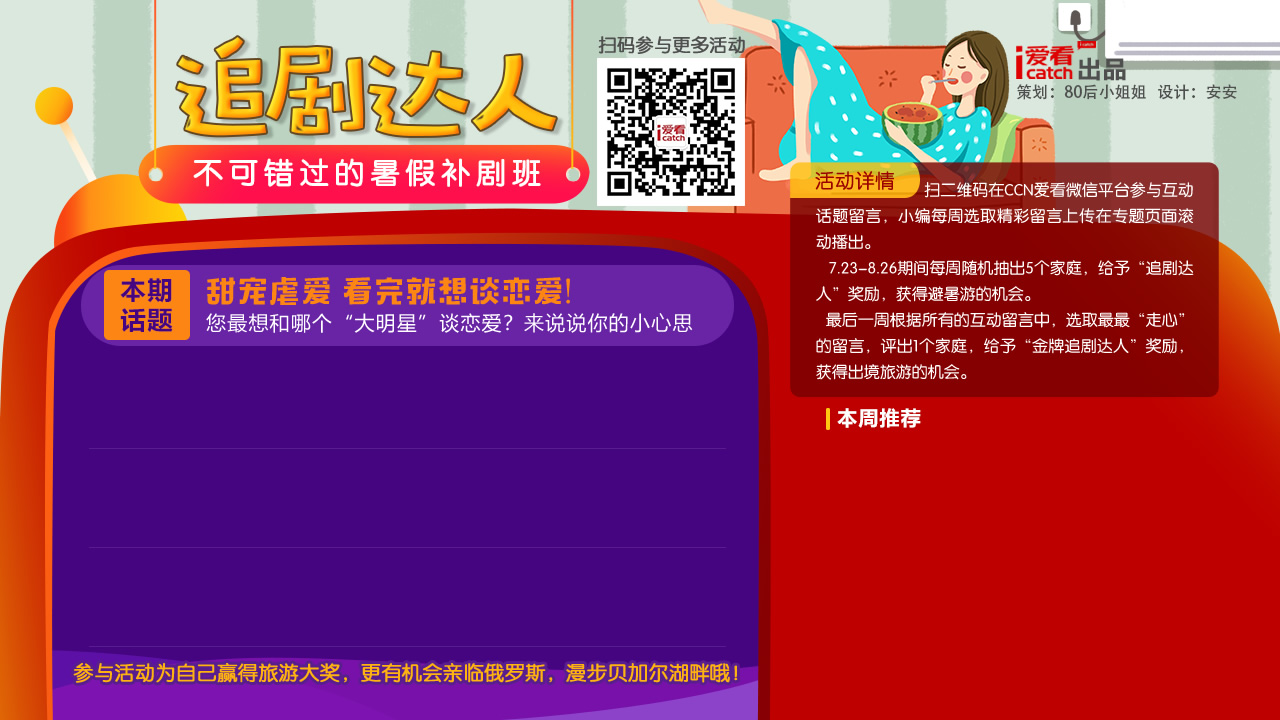 追剧达人
不可错过的暑假补剧班
扫码参与更多活动
i爱看
catch
i爱看
catch 出品
策划：80后小姐姐 设计：安安
活动详情
扫二维码在CCN爱看微信平台参与互动
话题留言，小编每周选取精彩留言上传在专题页面滚
动播出。
7.23-8.26期间每周随机抽出5个家庭，给予“追剧达
人”奖励，获得避暑游的机会。
最后一周根据所有的互动留言中，选取最最“走心”
的留言，评出1个家庭，给予“金牌追剧达人”奖励，
获得出境旅游的机会。
本周推荐
本期
话题
甜宠虐爱 看完就想谈恋爱！
您最想和哪个“大明星”谈恋爱？来说说你的小心思
参与活动为自己赢得旅游大奖，更有机会亲临俄罗斯，漫步贝加尔湖畔哦！